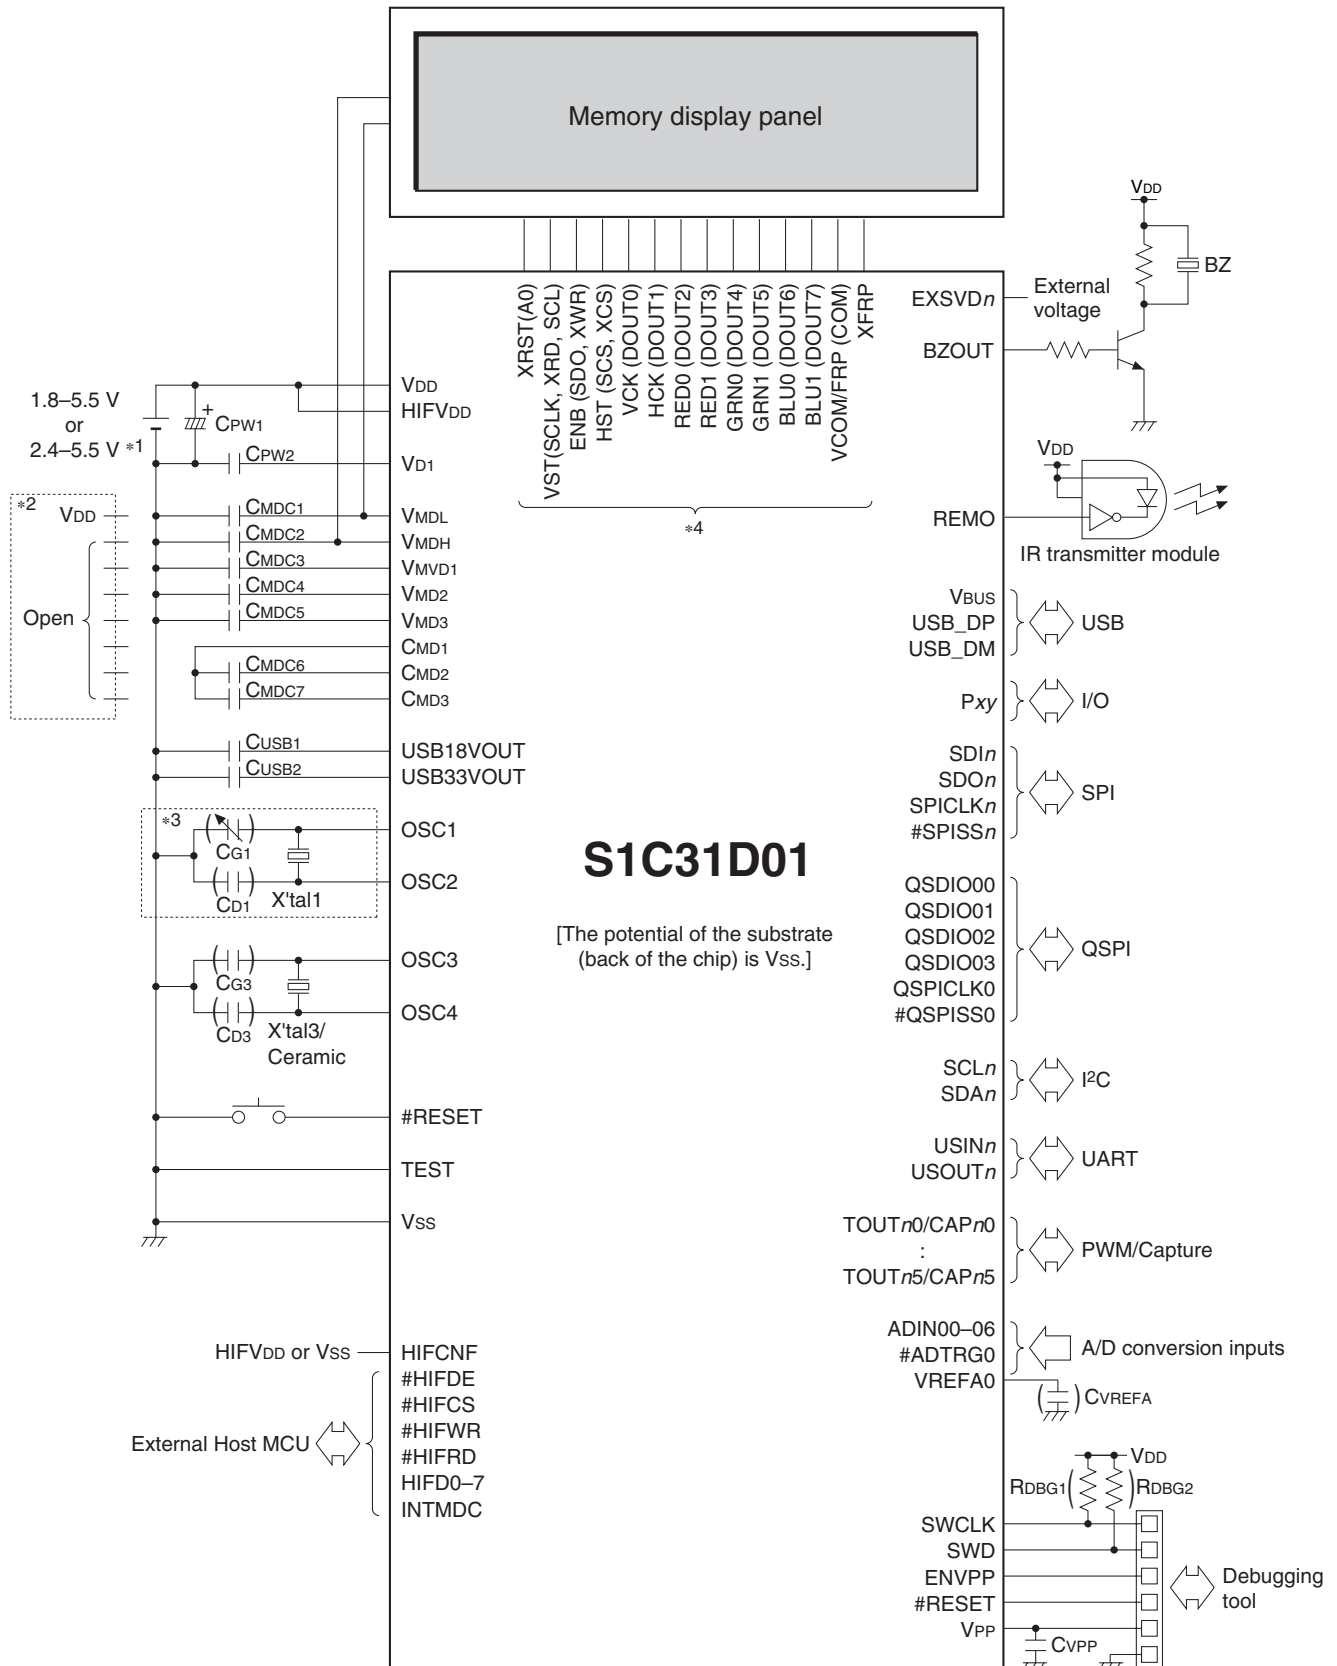 Memory display panel
XRST(A0)
VST(SCLK, XRD, SCL)
ENB (SDO, XWR)
HST (SCS, XCS)
VCK (DOUT0)
HCK (DOUT1)
RED0 (DOUT2)
RED1 (DOUT3)
GRN0 (DOUT4)
GRN1 (DOUT5)
BLU0 (DOUT6)
BLU1 (DOUT7)
VCOM/FRP (COM)
XFRP
*4
1.8–5.5 V
or
2.4–5.5 V *1
+
CPW1
CPW2
VDD
HIFVDD
VD1
*2
VDD
Open
CMDC1
CMDC2
CMDC3
CMDC4
CMDC5
CMDC6
CMDC7
VMDL
VMDH
VMVD1
VMD2
VMD3
CMD1
CMD2
CMD3
CUSB1
CUSB2
USB18VOUT
USB33VOUT
*3
CG1
CD1
X'tal1
OSC1
OSC2
CG3
CD3
X'tal3/
Ceramic
OSC3
OSC4
#RESET
TEST
VSS
HIFVDD or VSS
HIFCNF
External Host MCU
#HIFDE
#HIFCS
#HIFWR
#HIFRD
HIFD0–7
INTMDC
S1C31D01
[The potential of the substrate
(back of the chip) is VSS.]
EXSVDn
External
voltage
BZOUT
VDD
BZ
REMO
VDD
IR transmitter module
VBUS
USB_DP
USB_DM
USB
Pxy
I/O
SDIn
SDOn
SPICLKn
#SPISSn
SPI
QSDIO00
QSDIO01
QSDIO02
QSDIO03
QSPICLK0
#QSPISS0
QSPI
SCLn
SDAn
I²C
USINn
USOUTn
UART
TOUTn0/CAPn0
:
TOUTn5/CAPn5
PWM/Capture
ADIN00–06
#ADTRG0
A/D conversion inputs
VREFA0
CVREFA
VDD
RDBG1
RDBG2
SWCLK
SWD
ENVPP
#RESET
VPP
CVPP
Debugging
tool